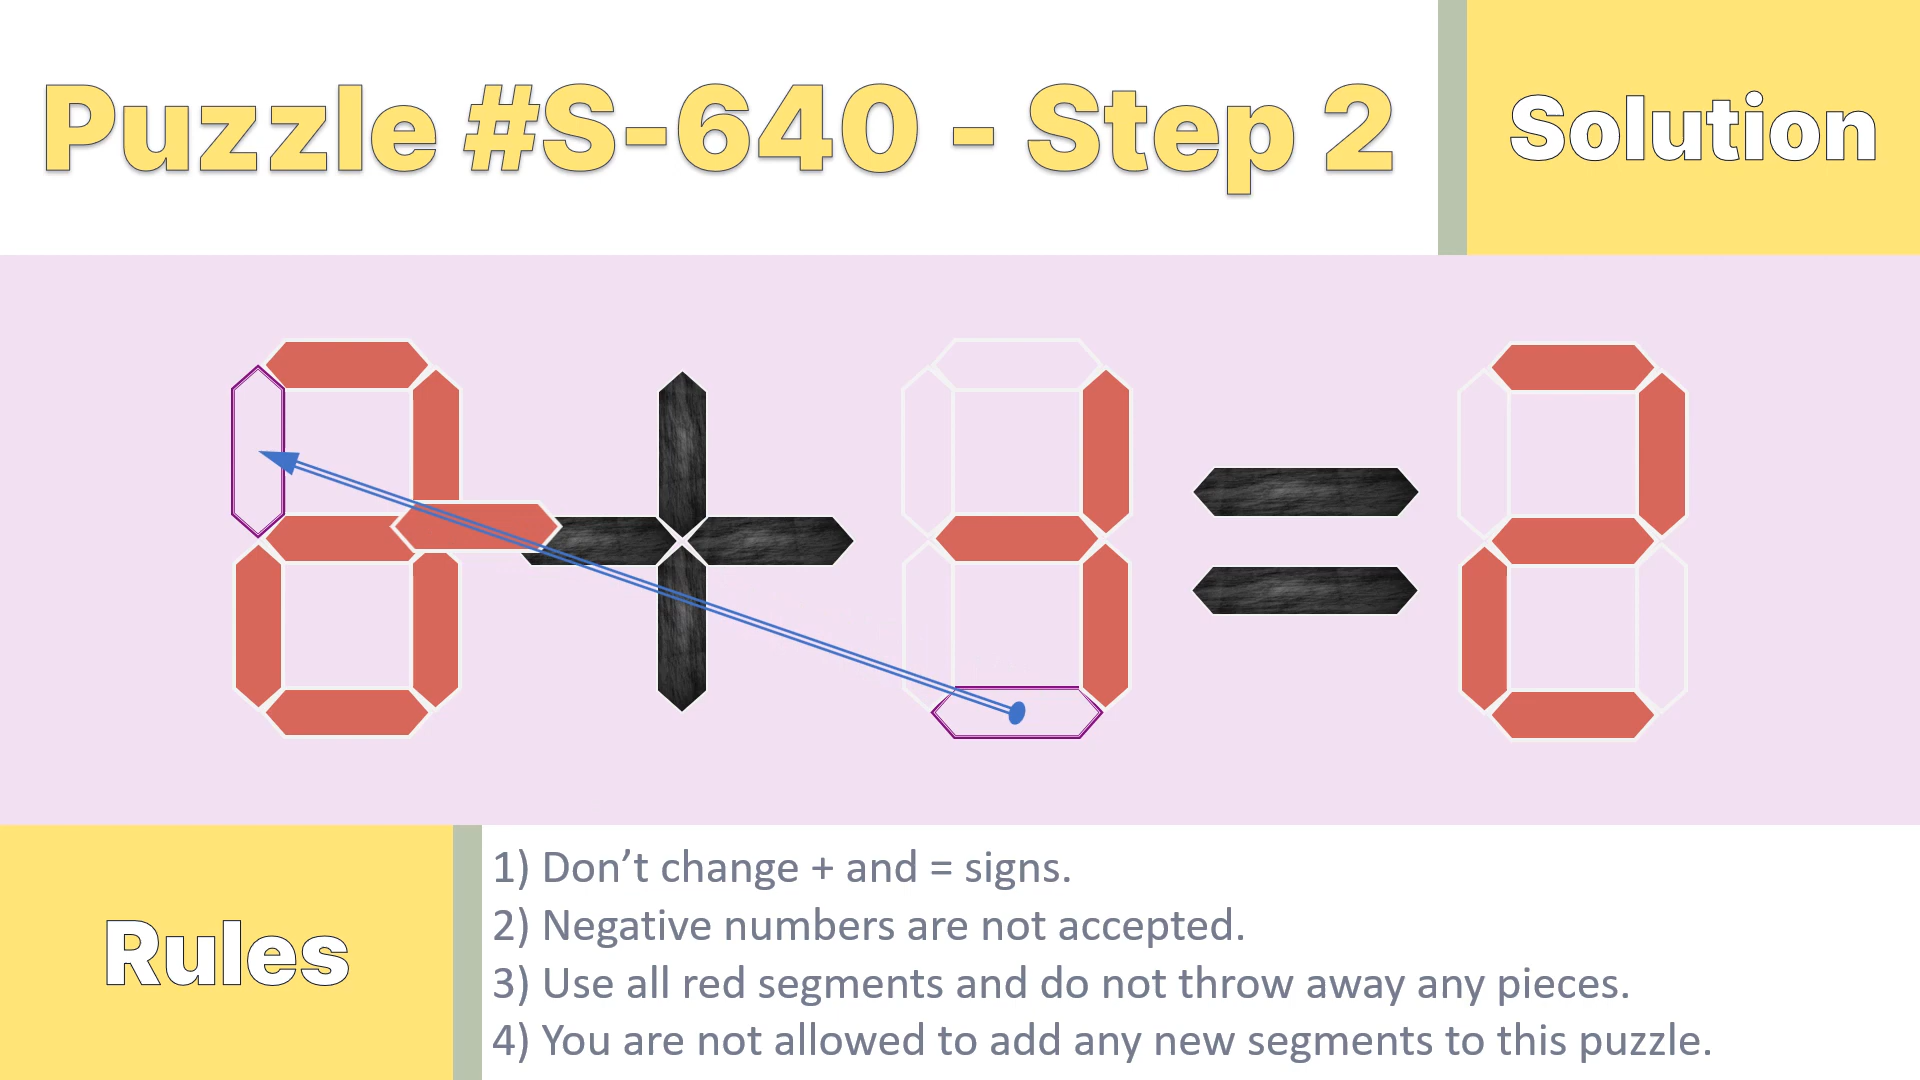 Puzzle #S-640 - Step 2
Solution
Rules
1) Don’t change + and = signs.
2) Negative numbers are not accepted.
3) Use all red segments and do not throw away any pieces.
4) You are not allowed to add any new segments to this puzzle.